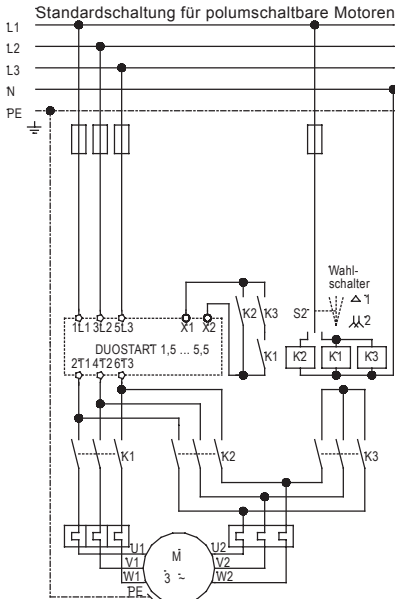 Standardschaltung für polumschaltbare Motoren
L1
L2
L3
N
PE
Wahl-
schalter
△ 1
2
S2
1L1 3L2 5L3
X1 X2
K2 K3
K1
DUOSTART 1,5 ... 5,5
2T1 4T2 6T3
K2 K1 K3
K1
K2
K3
U1
V1
W1
PE
M
3 ~
U2
V2
W2